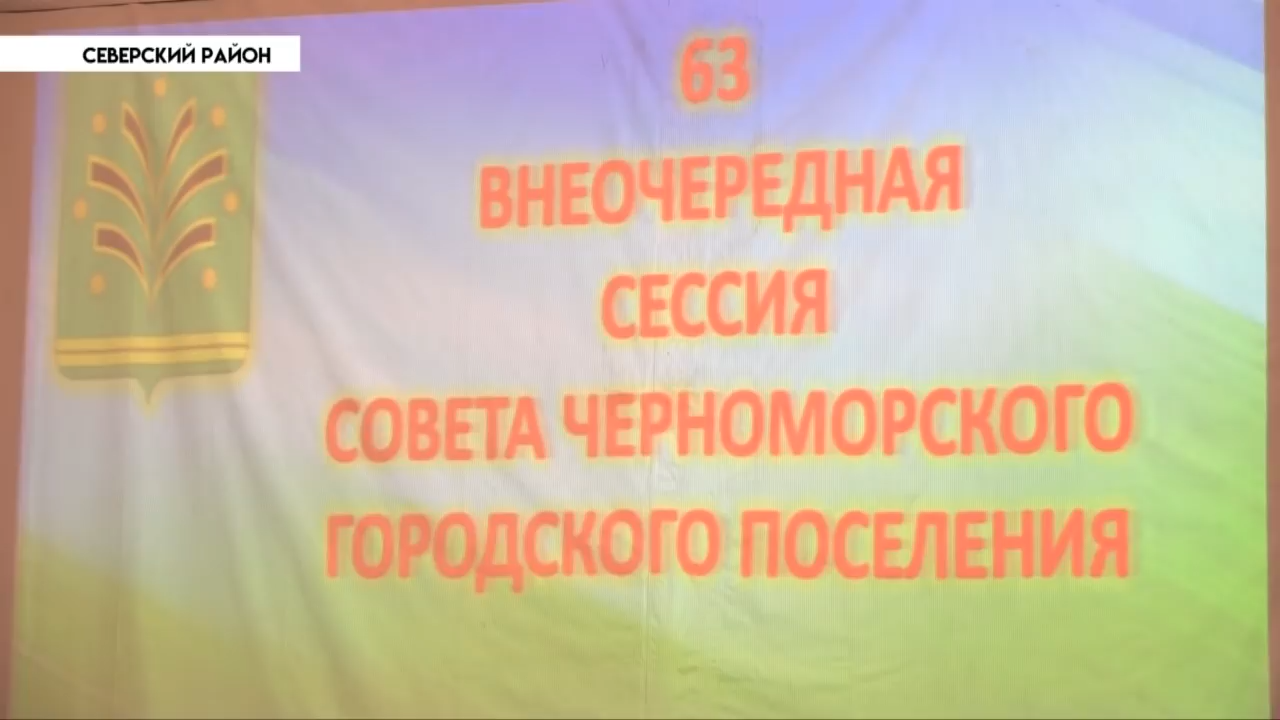 СЕВЕРСКИЙ РАЙОН
63
ВНЕОЧЕРЕДНАЯ
СЕССИЯ
СОВЕТА ЧЕРНОМОРСКОГО
ГОРОДСКОГО ПОСЕЛЕНИЯ